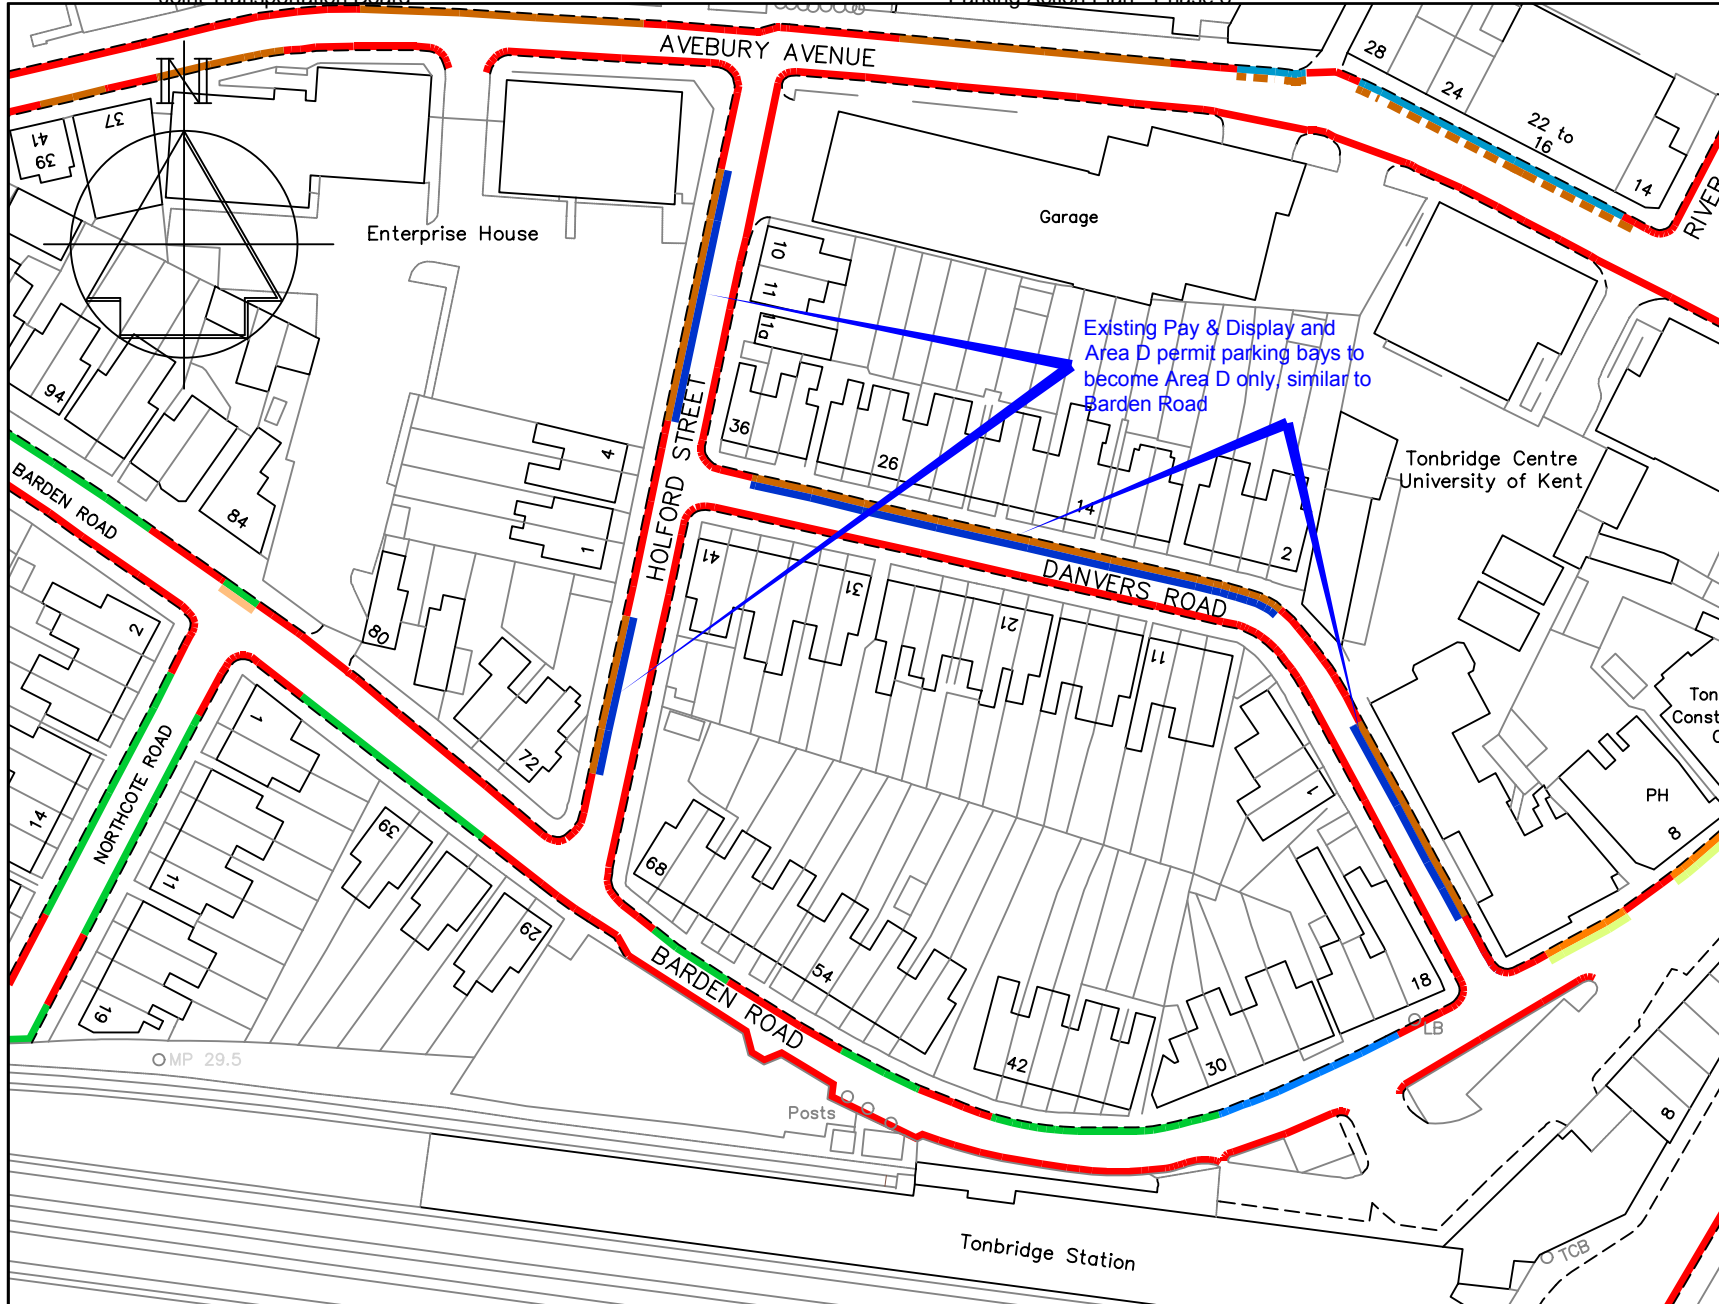 AVEBURY AVENUE
28
24
22 to
16
14
RIVER
N
37
41
39
Enterprise House
Garage
10
11
11a
Existing Pay & Display and
Area D permit parking bays to
become Area D only, similar to
Barden Road
94
84
BARDEN ROAD
HOLFORD STREET
36
26
14
2
4
1
Tonbridge Centre
University of Kent
DANVERS ROAD
41
31
21
11
80
72
2
14
NORTHCOTE ROAD
1
11
19
39
29
68
54
42
30
18
1
PH
8
Ton
Const
C
BARDEN ROAD
LB
MP 29.5
Posts
Tonbridge Station
TCB
8